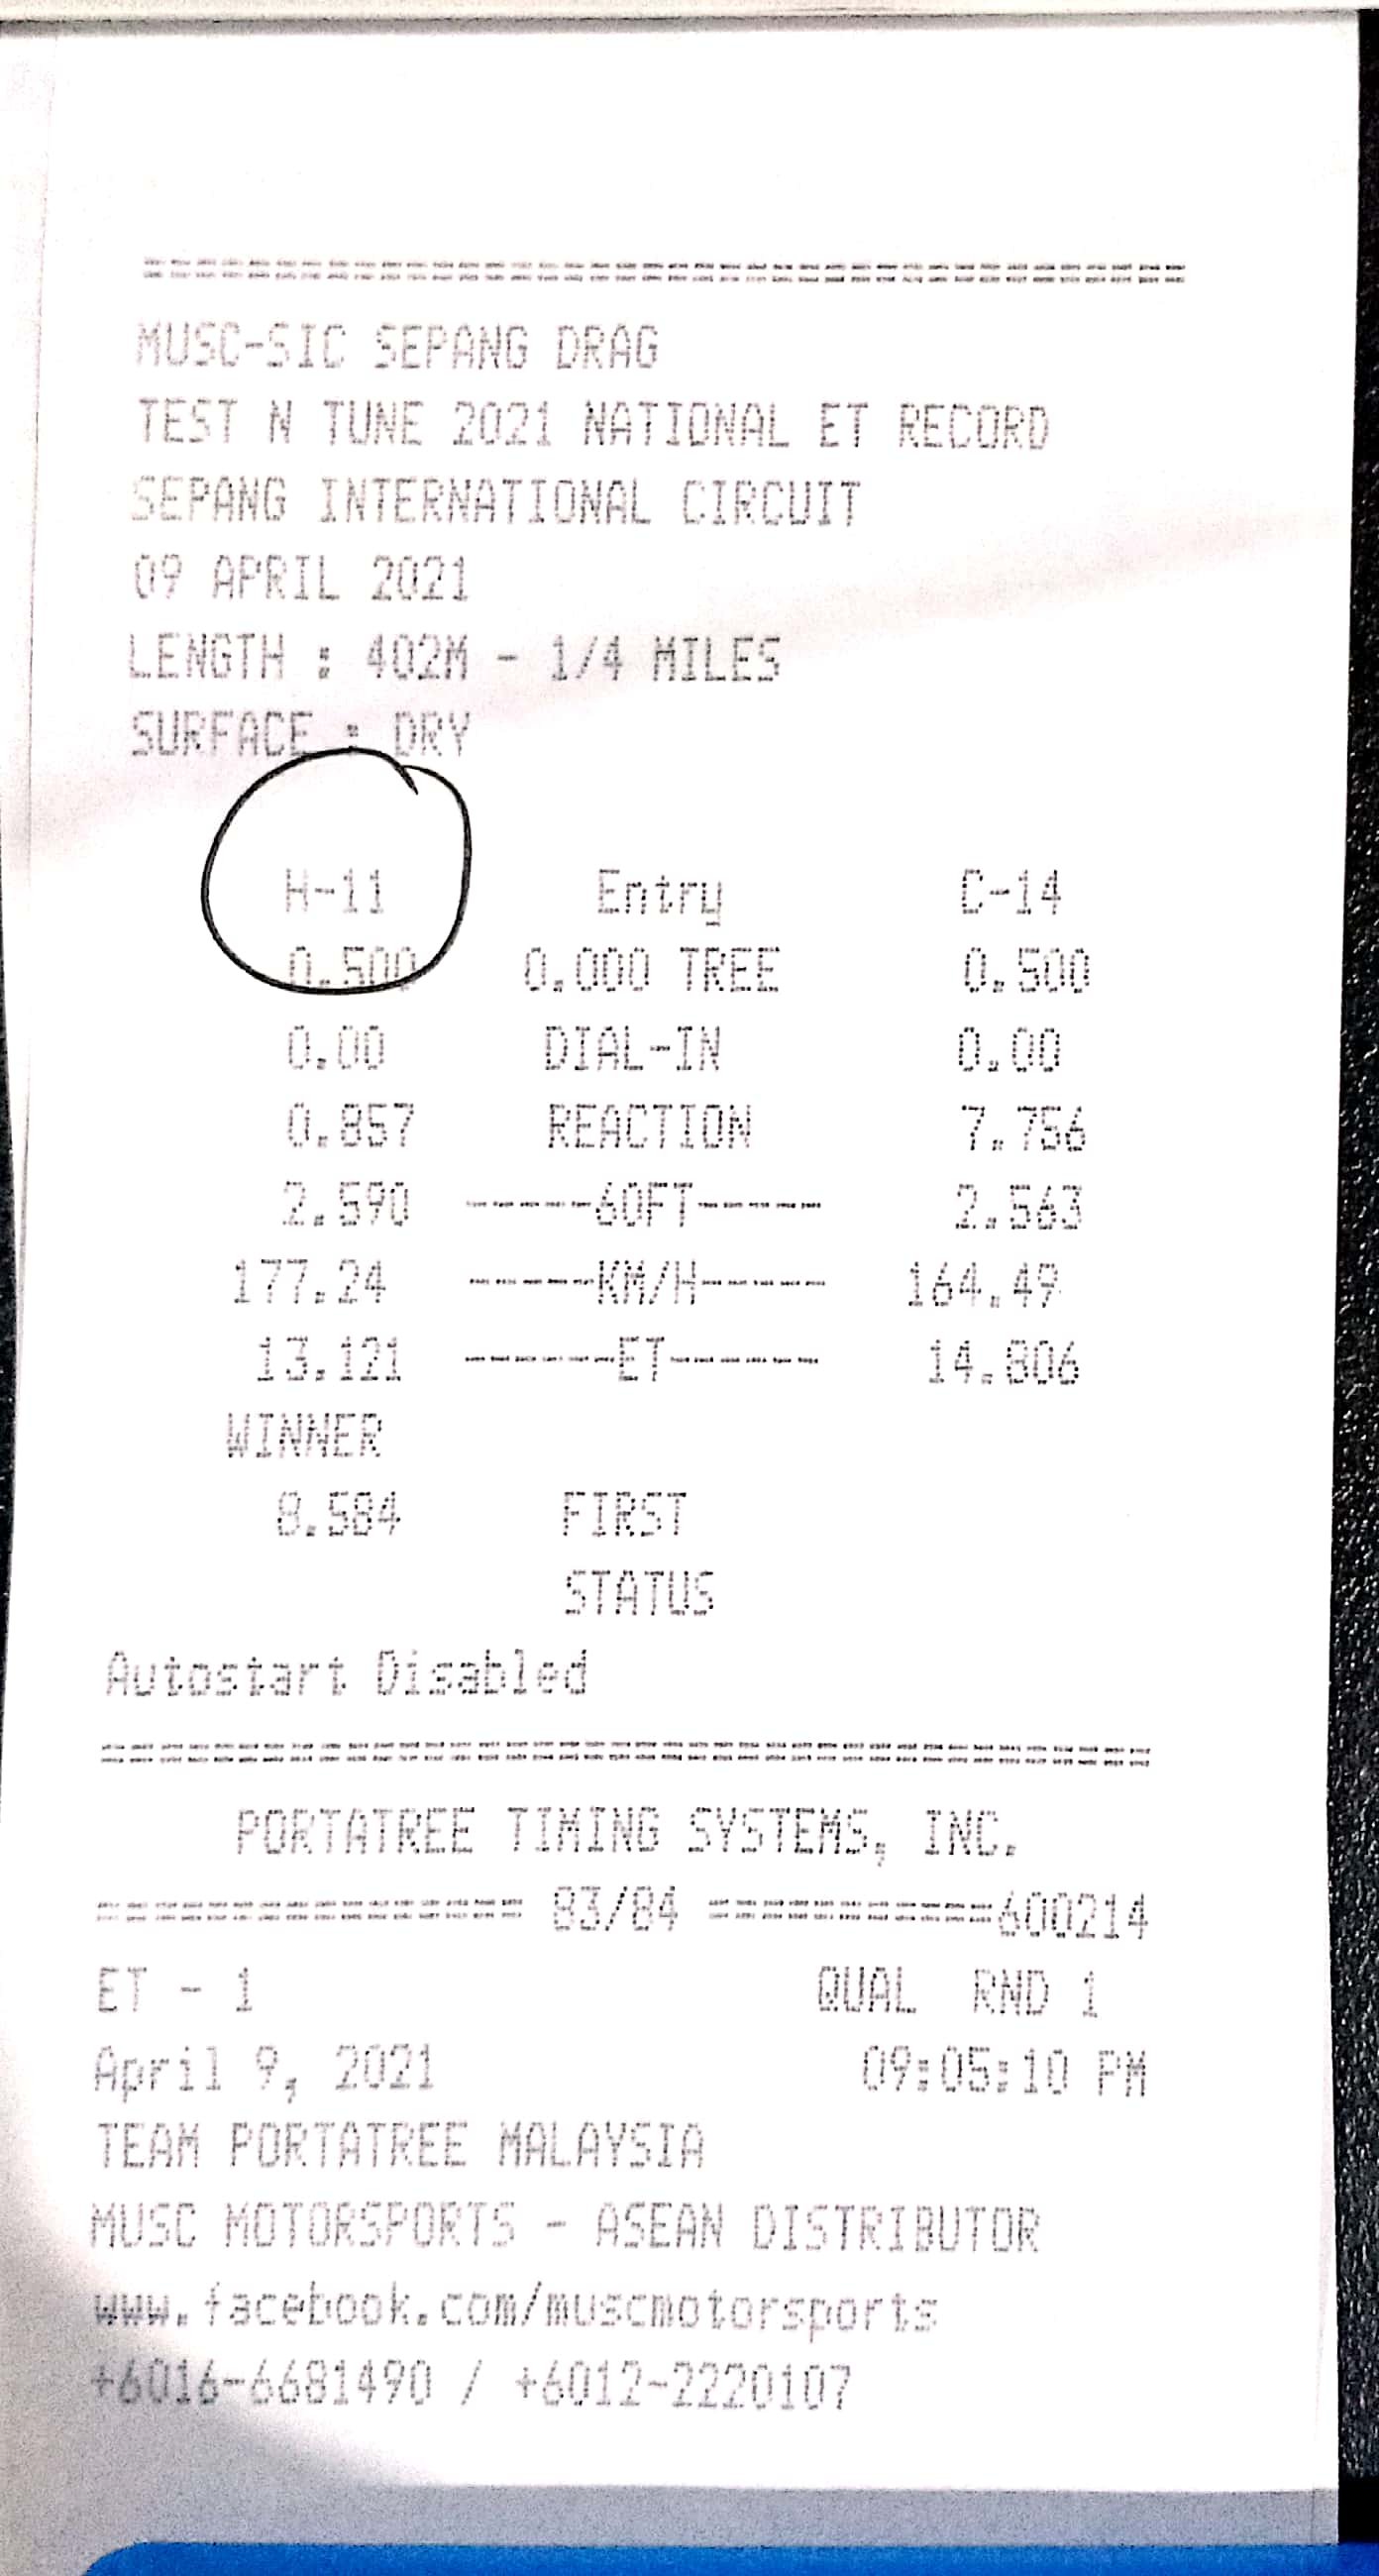 MUSC-SIC SEPANG DRAG
TEST N TUNE 2021 NATIONAL ET RECORD
SEPANG INTERNATIONAL CIRCUIT
09 APRIL 2021
LENGTH : 402M - 1/4 MILES
SURFACE : DRY
H-11 Entry C-14
0.500 0.000 TREE 0.500
0.00 DIAL-IN 0.00
0.857 REACTION 7.756
2.590 ------60FT------ 2.563
177.24 ------KM/H------ 164.49
13.121 -------ET------- 14.806
WINNER
8.584 FIRST
STATUS
Autostart Disabled
PORTATREE TIMING SYSTEMS, INC.
================ 83/84 ===========600214
ET - 1 QUAL RND 1
April 9, 2021 09:05:10 PM
TEAM PORTATREE MALAYSIA
MUSC MOTORSPORTS - ASEAN DISTRIBUTOR
www.facebook.com/muscmotorsports
+6016-6681490 / +6012-2220107